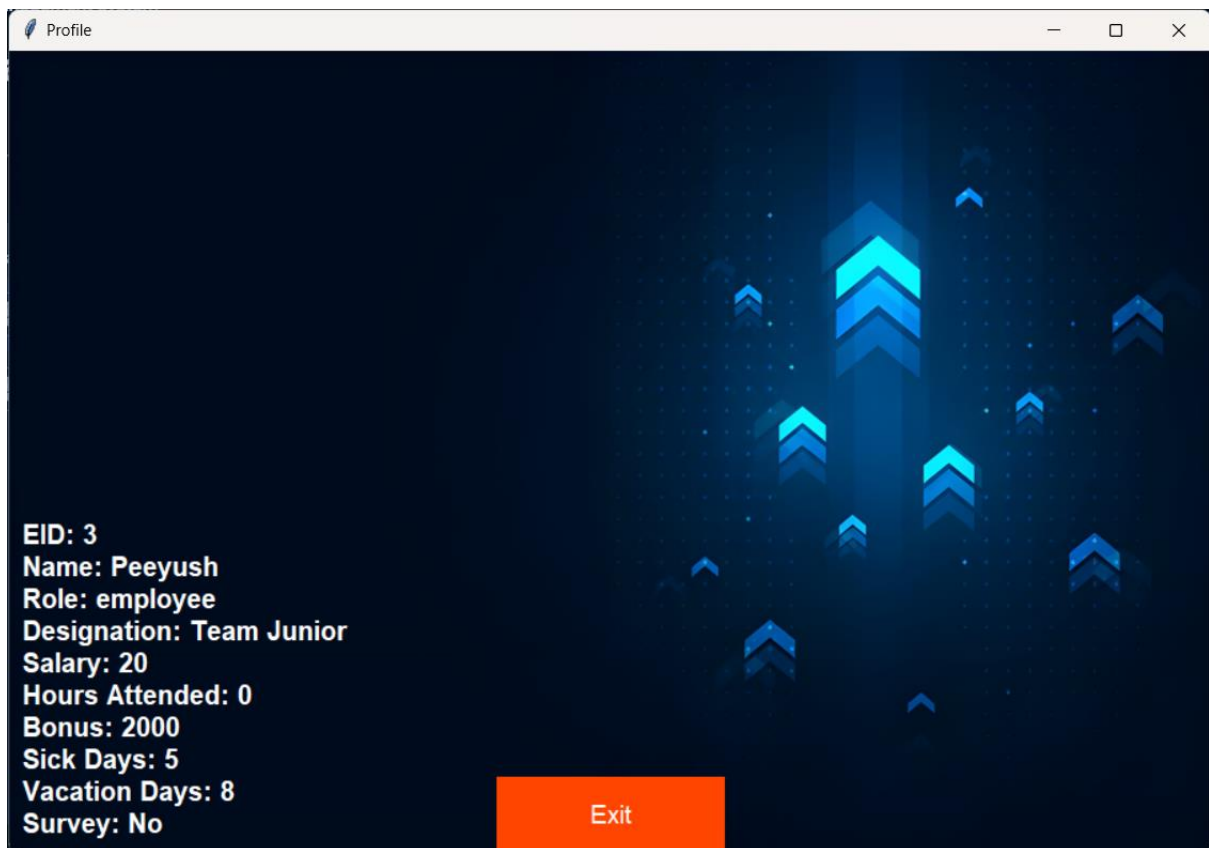 Profile
EID: 3
Name: Peeyush
Role: employee
Designation: Team Junior
Salary: 20
Hours Attended: 0
Bonus: 2000
Sick Days: 5
Vacation Days: 8
Survey: No
Exit